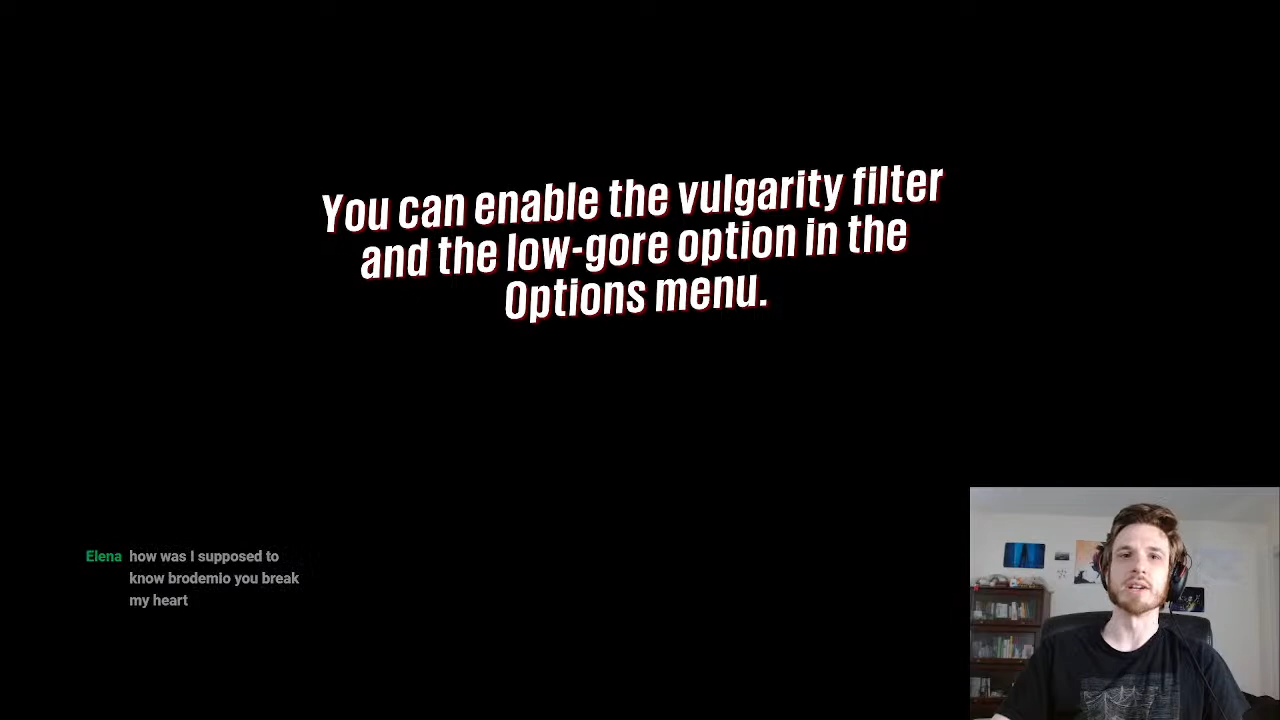 You can enable the vulgarity filter
and the low-gore option in the
Options menu.
Elena how was I supposed to
know brodemio you break
my heart